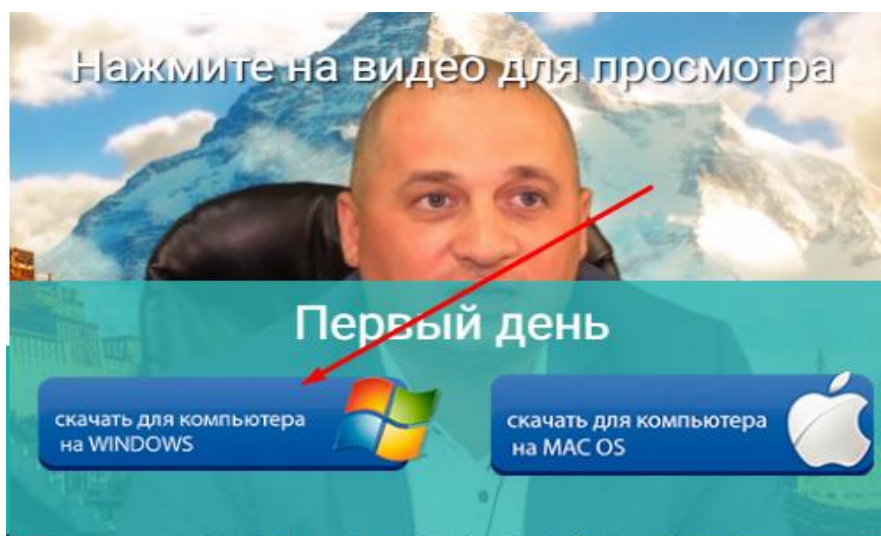 Нажмите на видео для просмотра
Первый день
скачать для компьютера
на WINDOWS
скачать для компьютера
на MAC OS